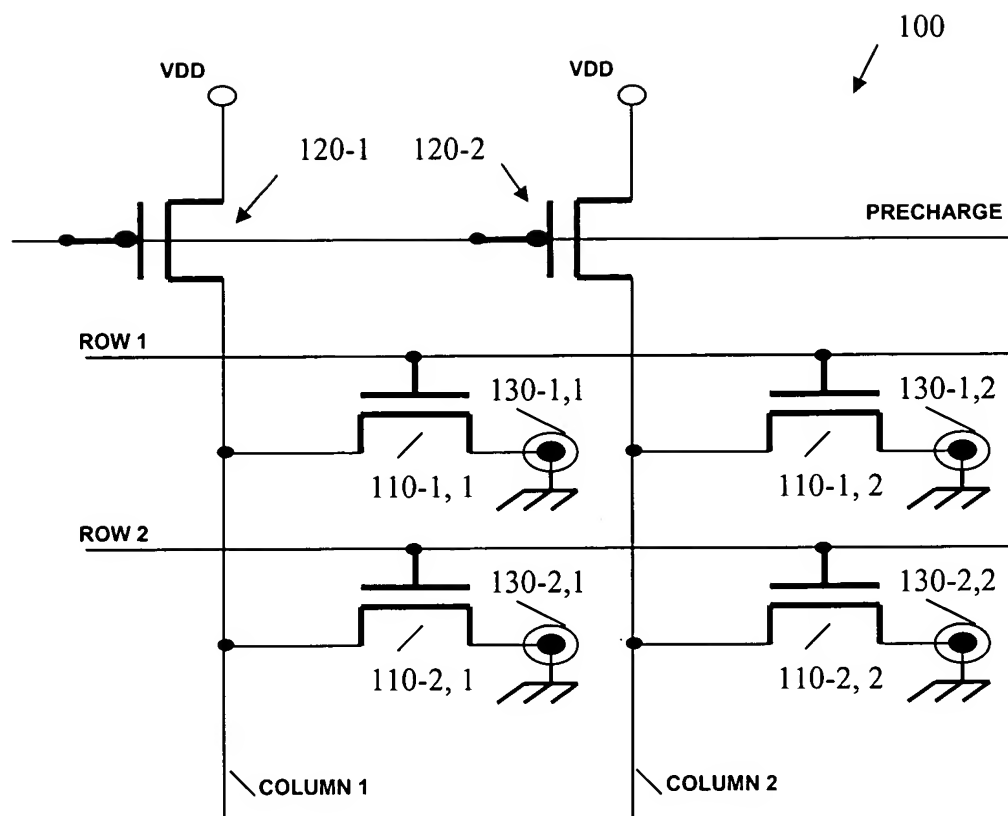 100
VDD
VDD
120-1
120-2
PRECHARGE
ROW 1
130-1,1
130-1,2
110-1, 1
110-1, 2
ROW 2
130-2,1
130-2,2
110-2, 1
110-2, 2
COLUMN 1
COLUMN 2